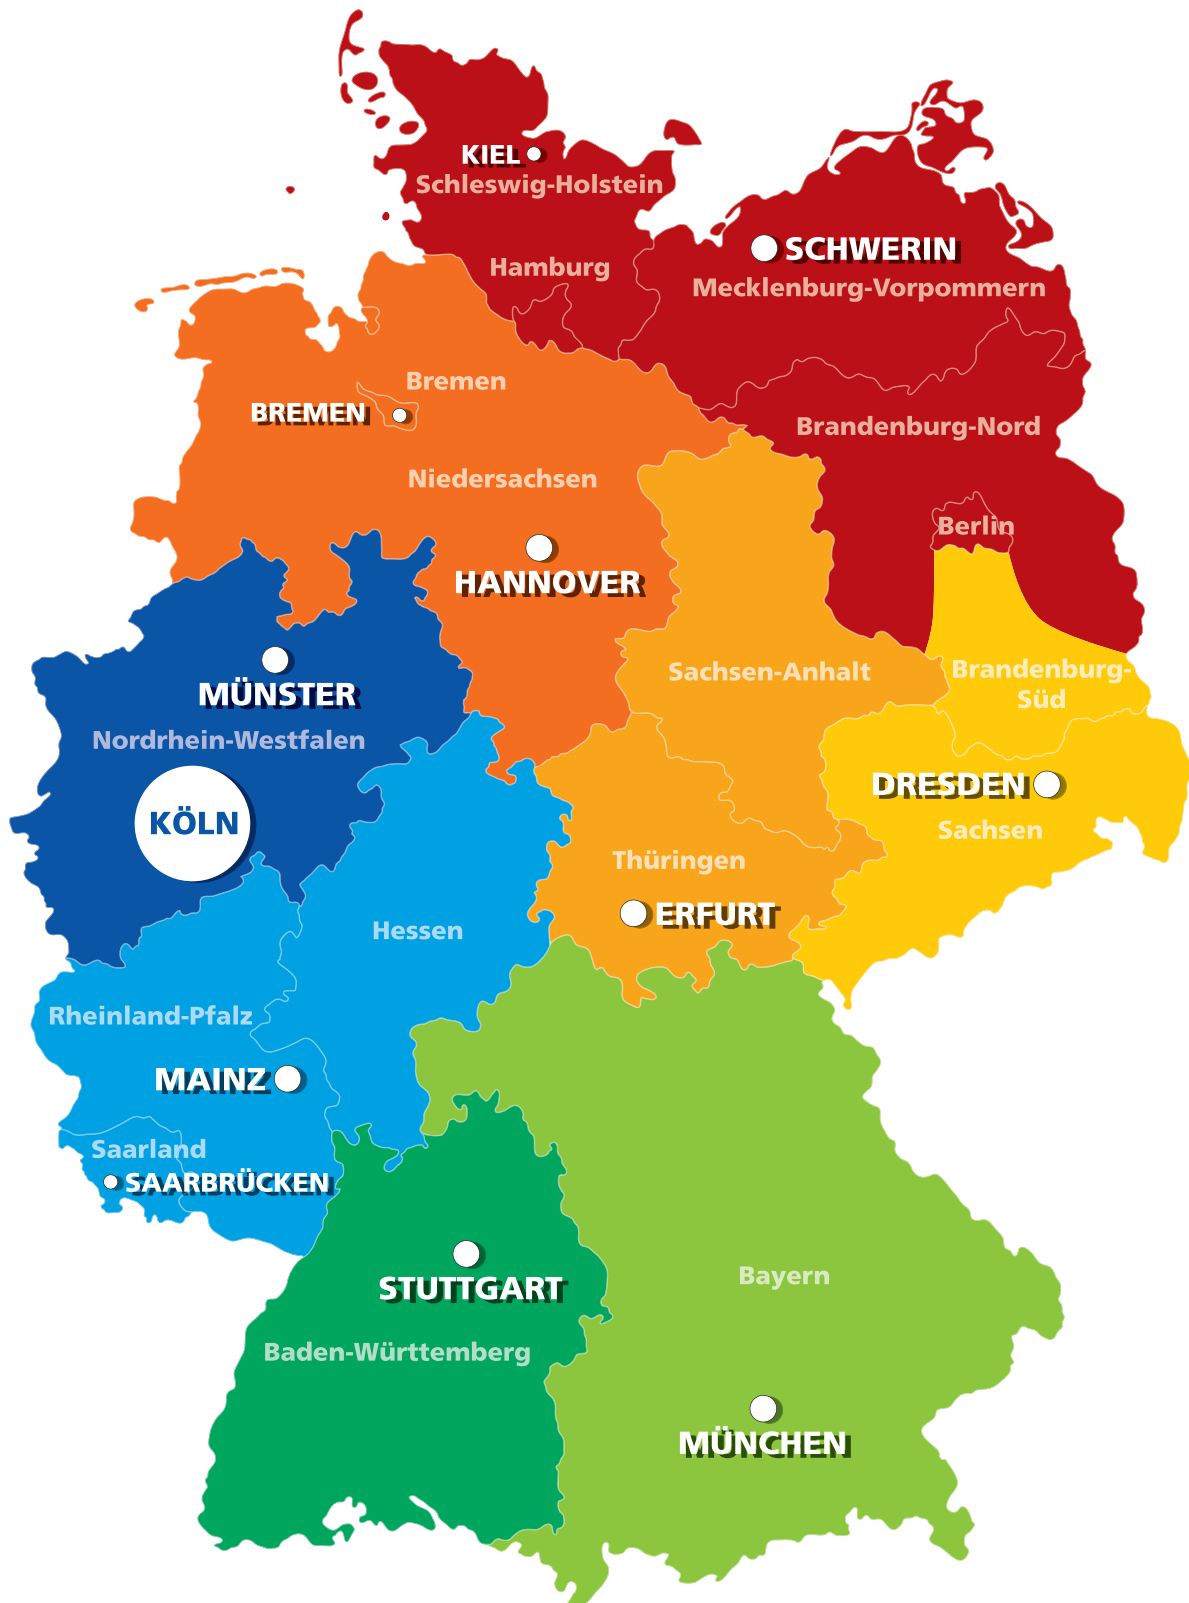 KIEL
Schleswig-Holstein
SCHWERIN
Hamburg
Mecklenburg-Vorpommern
Bremen
BREMEN
Brandenburg-Nord
Niedersachsen
Berlin
HANNOVER
Sachsen-Anhalt
Brandenburg-
Süd
MÜNSTER
Nordrhein-Westfalen
DRESDEN
KÖLN
Sachsen
Thüringen
ERFURT
Hessen
Rheinland-Pfalz
MAINZ
Saarland
SAARBRÜCKEN
STUTTGART
Bayern
Baden-Württemberg
MÜNCHEN